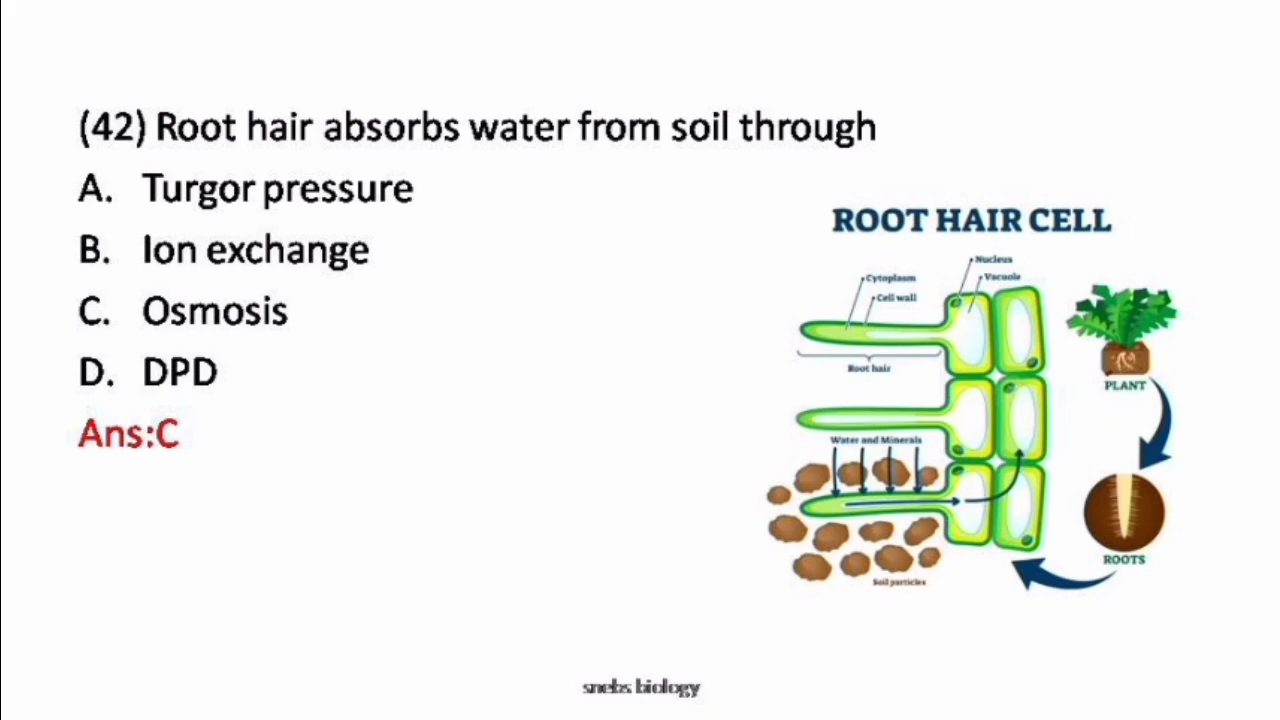 (42) Root hair absorbs water from soil through
A. Turgor pressure
B. Ion exchange
C. Osmosis
D. DPD
Ans:C
ROOT HAIR CELL
Nucleus
Vacuole
Cytoplasm
Cell wall
Root hair
PLANT
Water and Minerals
ROOTS
Soil particles
snebs biology